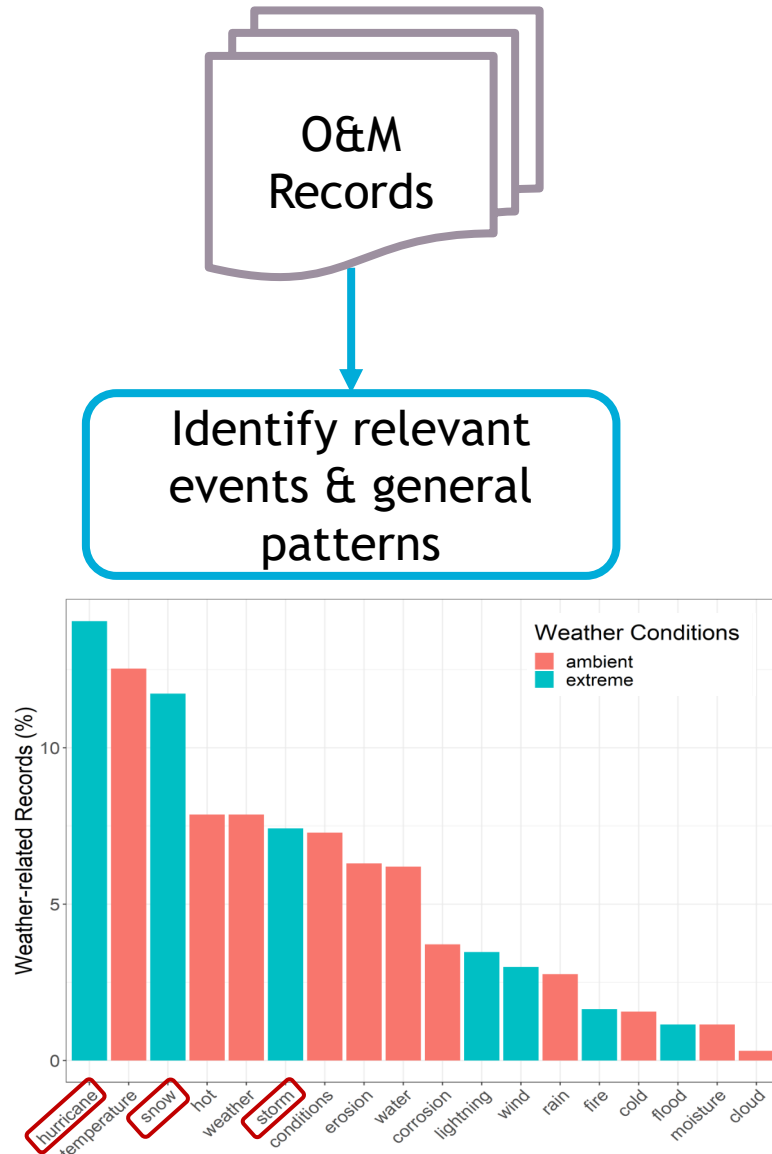 O&M
Records
Identify relevant
events & general
patterns
Weather Conditions
ambient
extreme
Weather-related Records (%)
10
5
0
hurricane
temperature
snow
hot
weather
storm
conditions
erosion
water
corrosion
lightning
wind
rain
fire
cold
flood
moisture
cloud